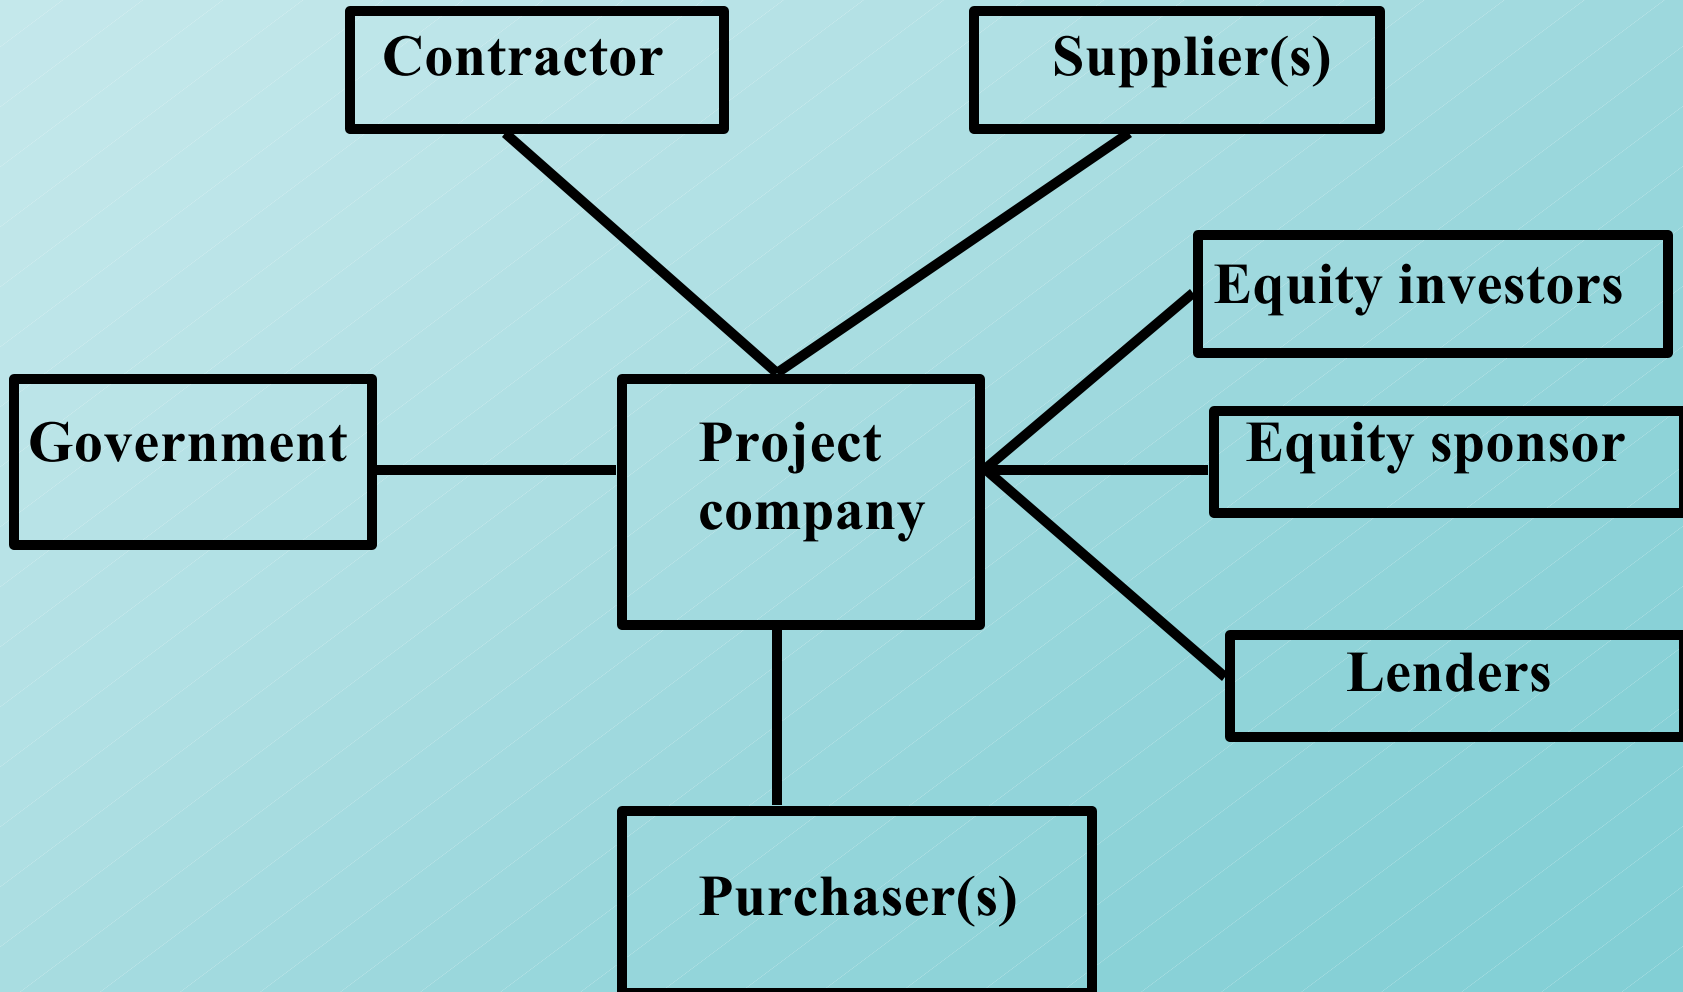 Contractor
Supplier(s)
Equity investors
Government
Project
company
Equity sponsor
Lenders
Purchaser(s)